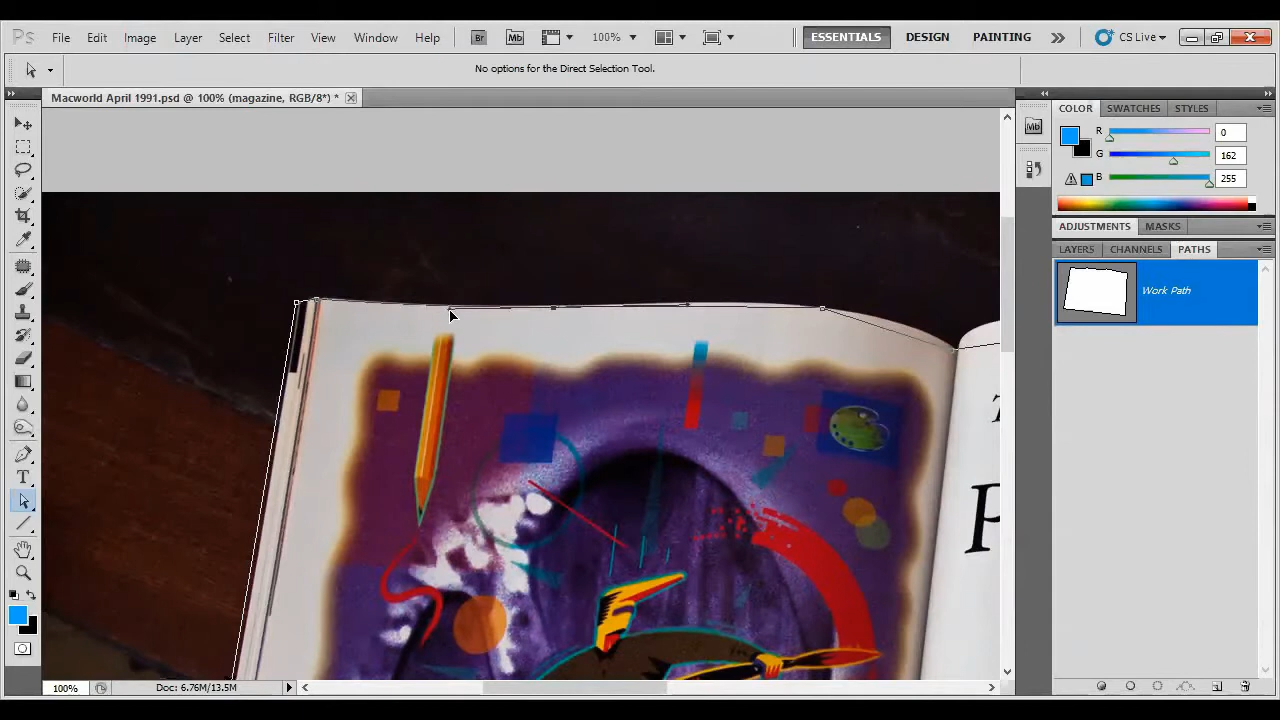 Ps File Edit Image Layer Select Filter View Window Help Br Mb 100% ESSENTIALS DESIGN PAINTING CS Live
No options for the Direct Selection Tool.
Macworld April 1991.psd @ 100% (magazine, RGB/8*) *
COLOR SWATCHES STYLES
Mb
R 0
G 162
B 255
ADJUSTMENTS MASKS
LAYERS CHANNELS PATHS
Work Path
T
P
100% Doc: 6.76M/13.5M